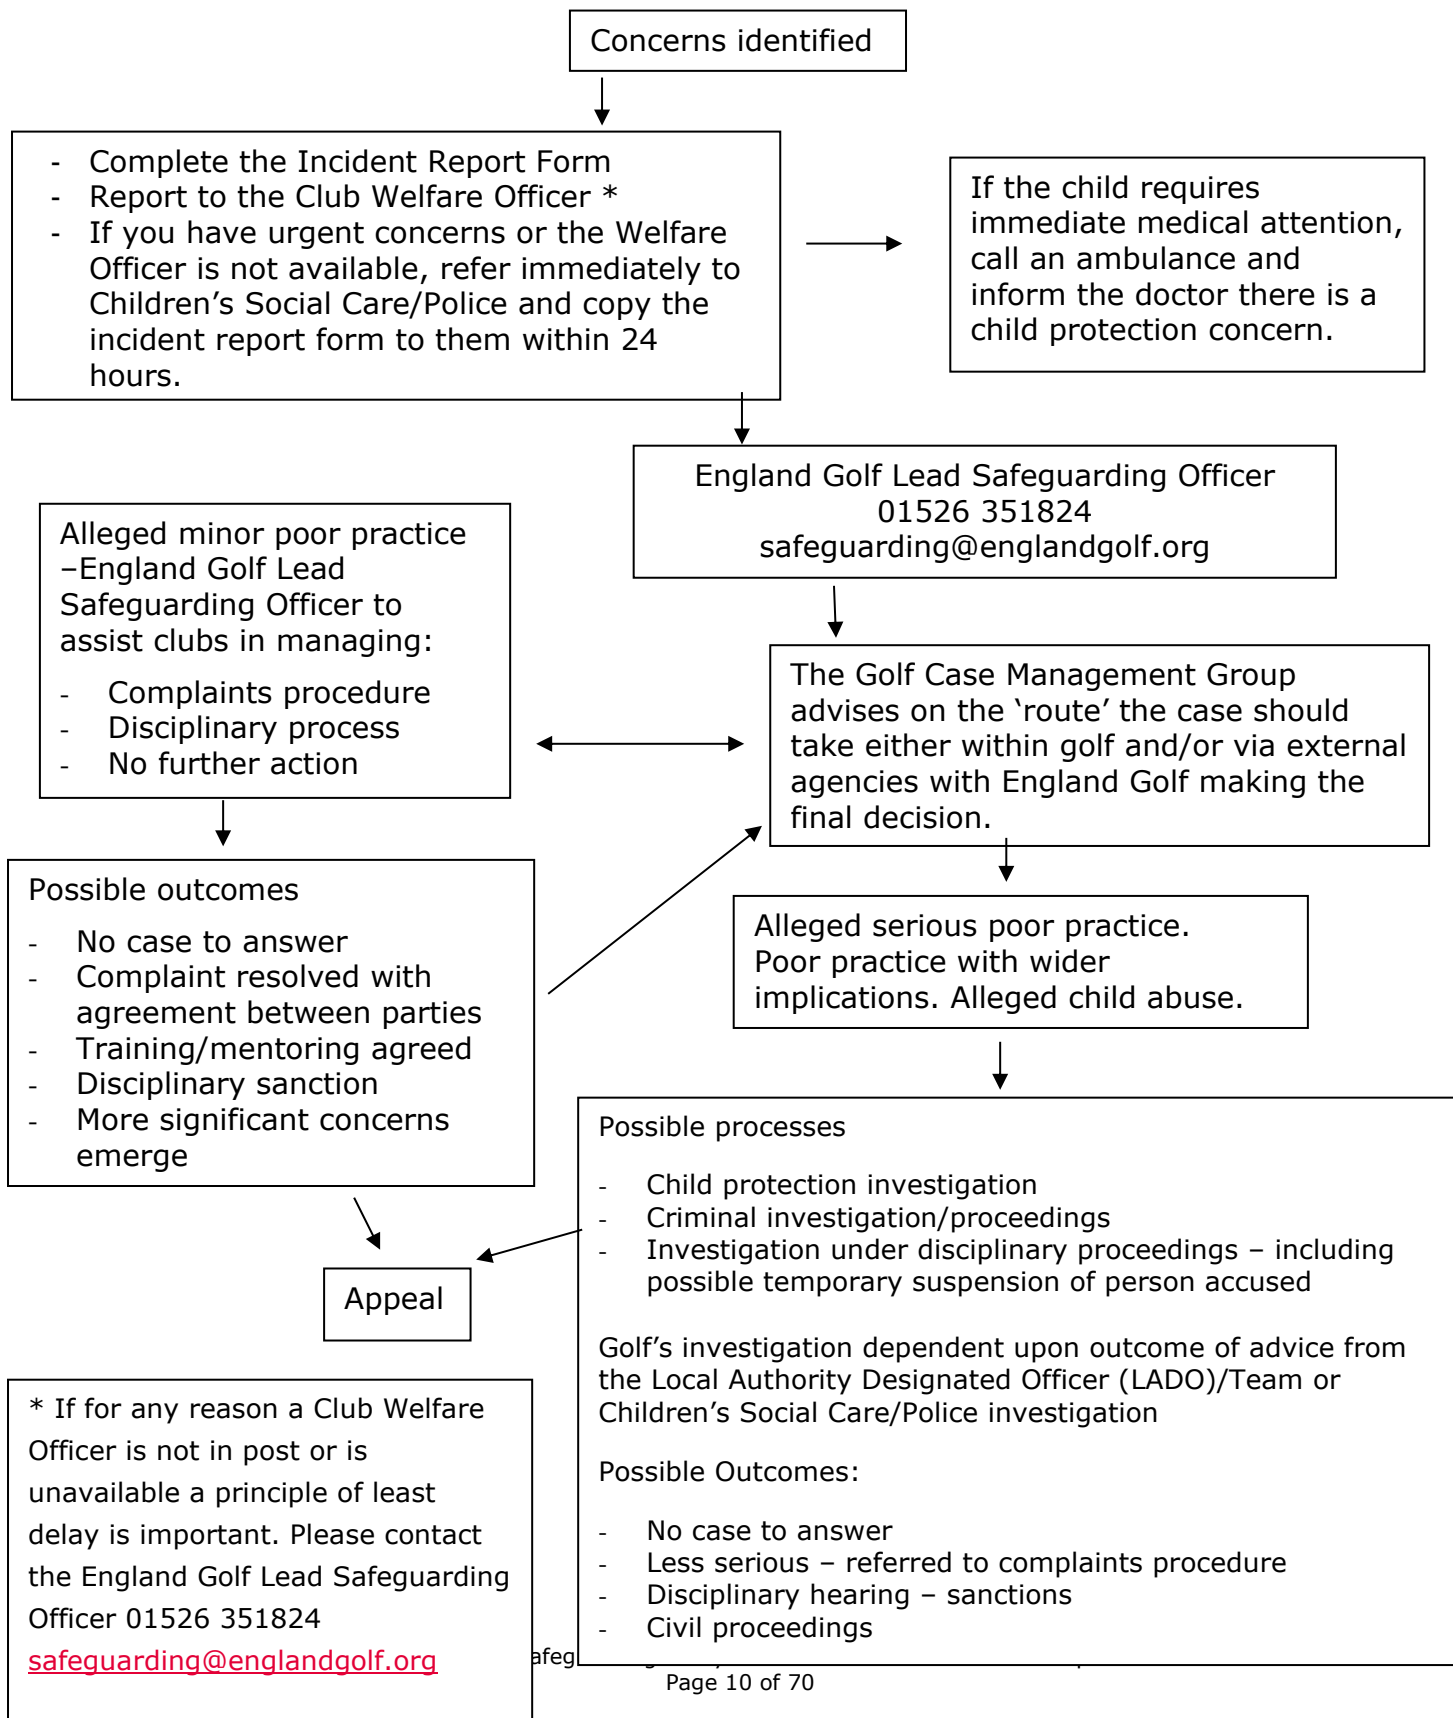 Concerns identified
- Complete the Incident Report Form
- Report to the Club Welfare Officer *
- If you have urgent concerns or the Welfare
Officer is not available, refer immediately to
Children’s Social Care/Police and copy the
incident report form to them within 24
hours.
If the child requires
immediate medical attention,
call an ambulance and
inform the doctor there is a
child protection concern.
England Golf Lead Safeguarding Officer
01526 351824
safeguarding@englandgolf.org
Alleged minor poor practice
–England Golf Lead
Safeguarding Officer to
assist clubs in managing:
- Complaints procedure
- Disciplinary process
- No further action
The Golf Case Management Group
advises on the ‘route’ the case should
take either within golf and/or via external
agencies with England Golf making the
final decision.
Possible outcomes
- No case to answer
- Complaint resolved with
agreement between parties
- Training/mentoring agreed
- Disciplinary sanction
- More significant concerns
emerge
Alleged serious poor practice.
Poor practice with wider
implications. Alleged child abuse.
Possible processes
- Child protection investigation
- Criminal investigation/proceedings
- Investigation under disciplinary proceedings – including
possible temporary suspension of person accused
Golf’s investigation dependent upon outcome of advice from
the Local Authority Designated Officer (LADO)/Team or
Children’s Social Care/Police investigation
Possible Outcomes:
- No case to answer
- Less serious – referred to complaints procedure
- Disciplinary hearing – sanctions
- Civil proceedings
Appeal
* If for any reason a Club Welfare
Officer is not in post or is
unavailable a principle of least
delay is important. Please contact
the England Golf Lead Safeguarding
Officer 01526 351824
safeguarding@englandgolf.org
Page 10 of 70